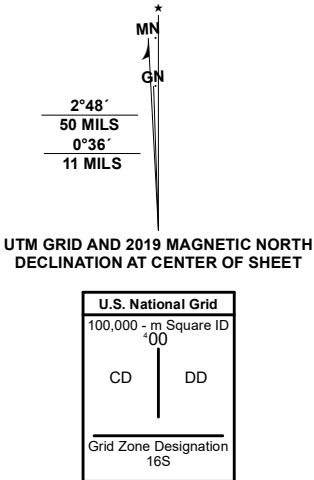 ★
MN
GN
2°48´
50 MILS
0°36´
11 MILS
UTM GRID AND 2019 MAGNETIC NORTH
DECLINATION AT CENTER OF SHEET
U.S. National Grid
100,000 - m Square ID
⁴00
CD DD
Grid Zone Designation
16S